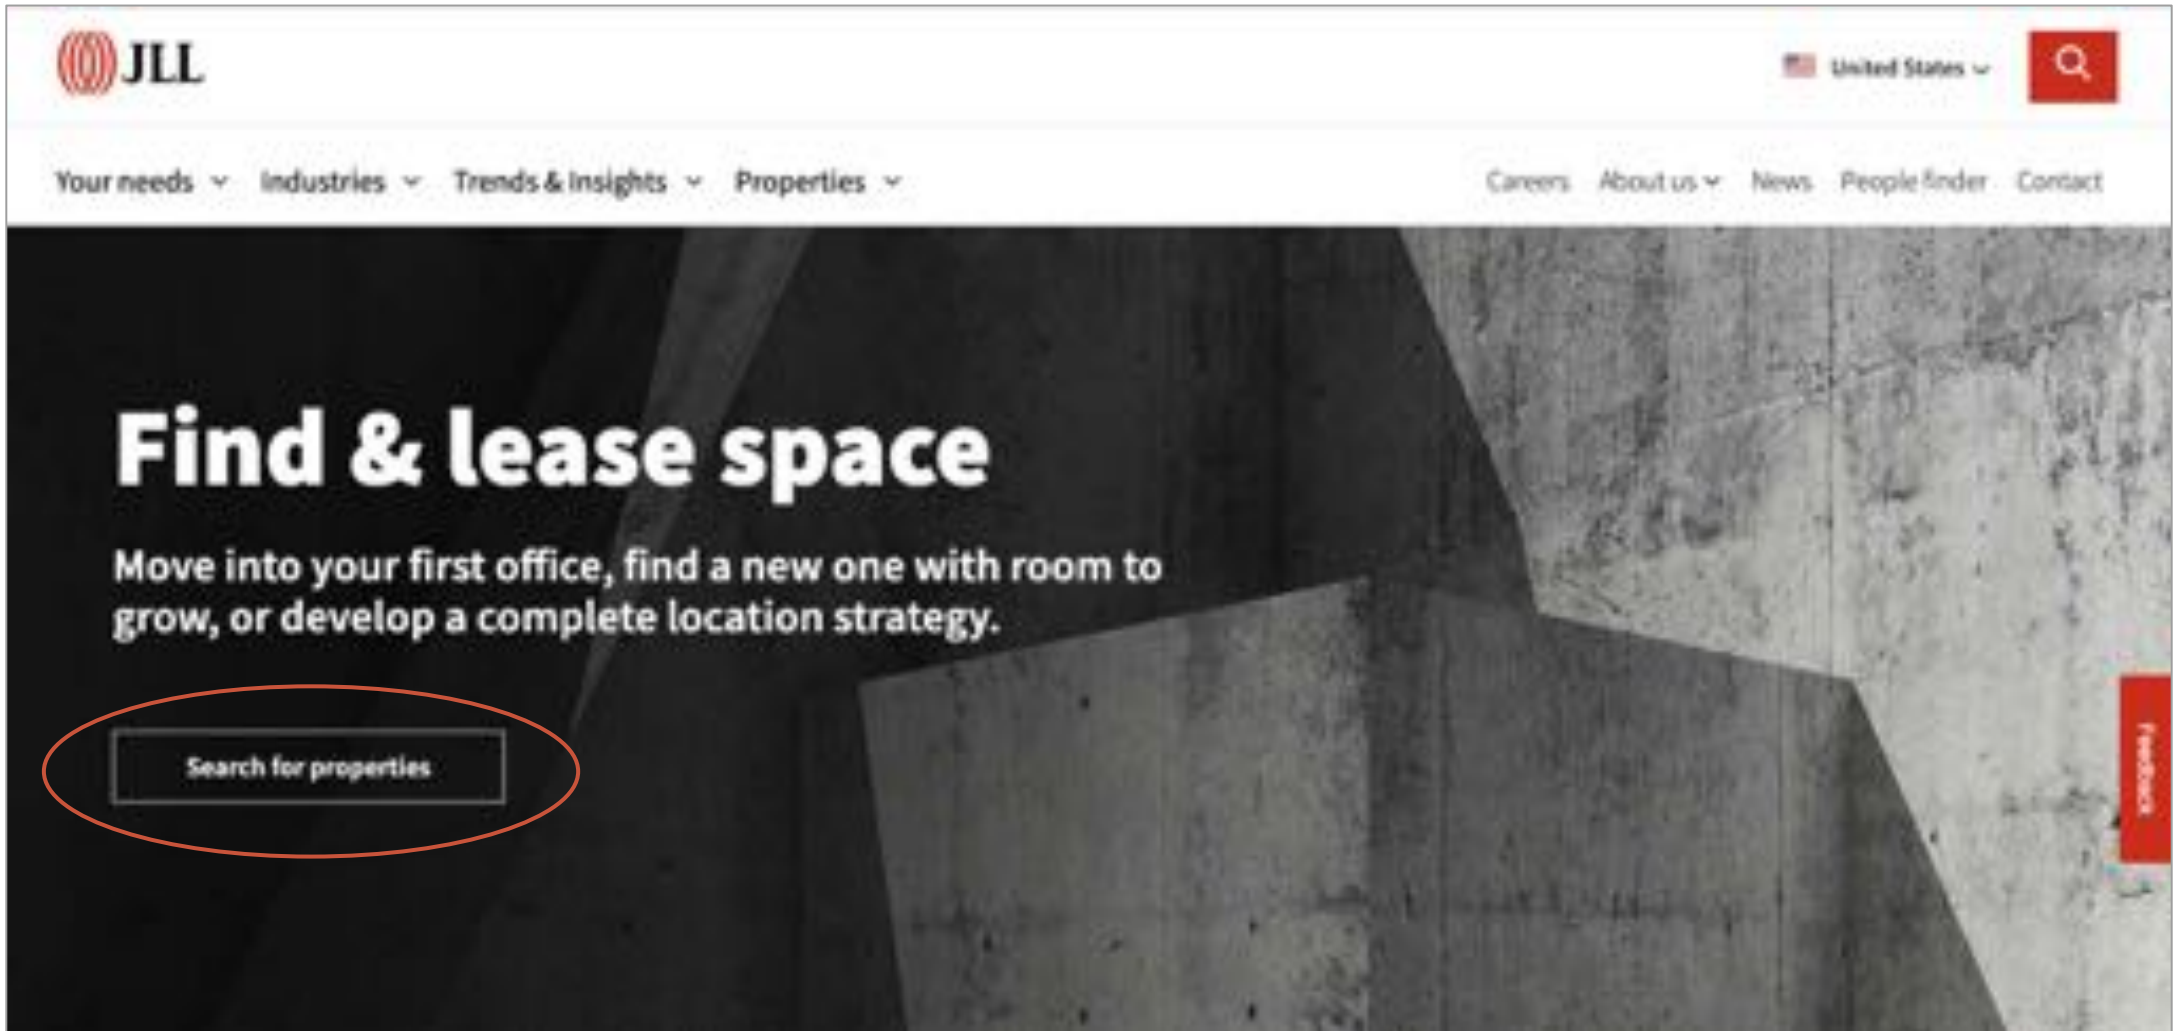 JLL
United States
Your needs Industries Trends & Insights Properties
Careers About us News People finder Contact
Find & lease space
Move into your first office, find a new one with room to
grow, or develop a complete location strategy.
Search for properties
Feedback